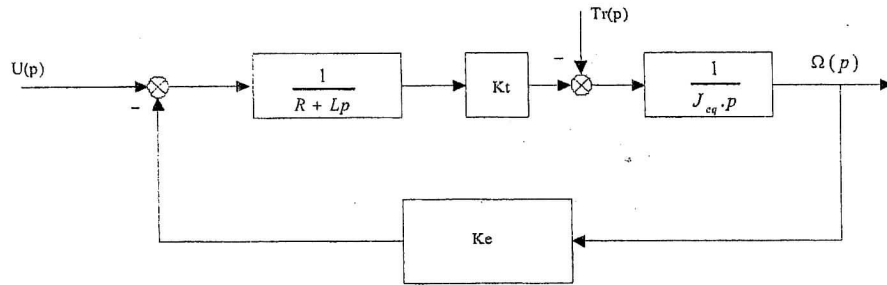 Tr(p)
U(p)
−
1
R + Lp
Kt
−
1
J_eq.p
Ω(p)
−
Ke